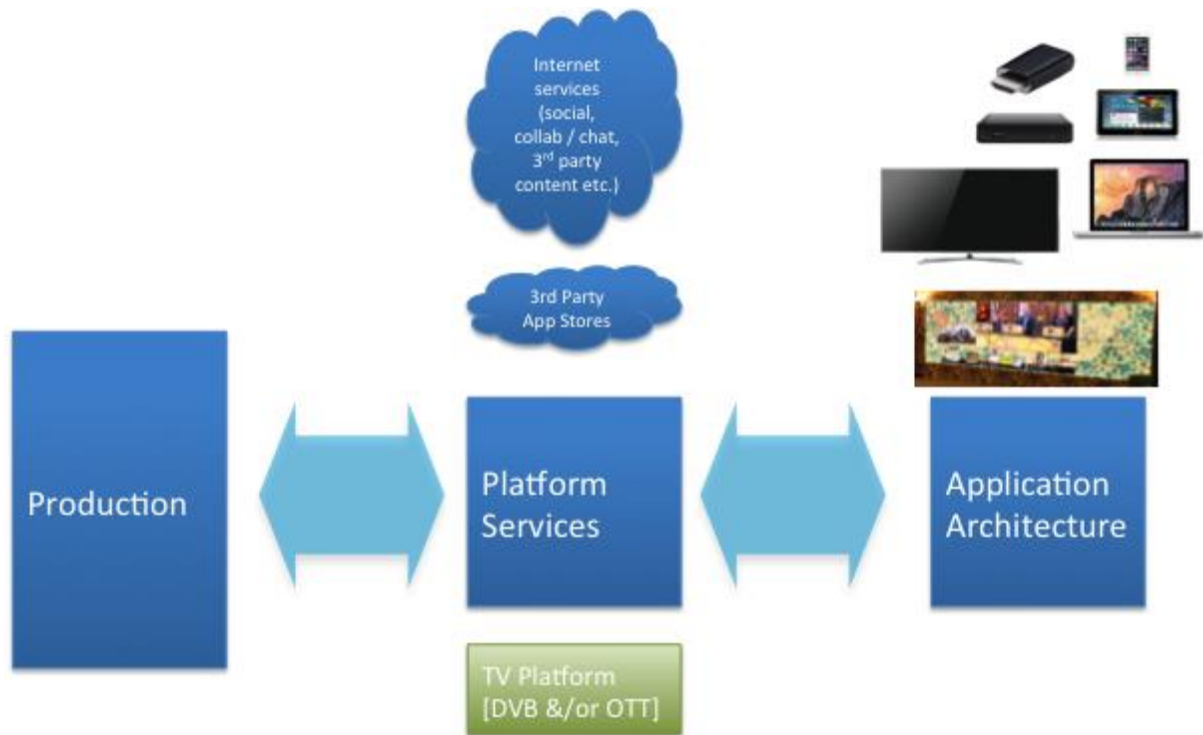 Internet
services
(social,
collab / chat,
3rd party
content etc.)
3rd Party
App Stores
Production
Platform
Services
Application
Architecture
TV Platform
[DVB &/or OTT]